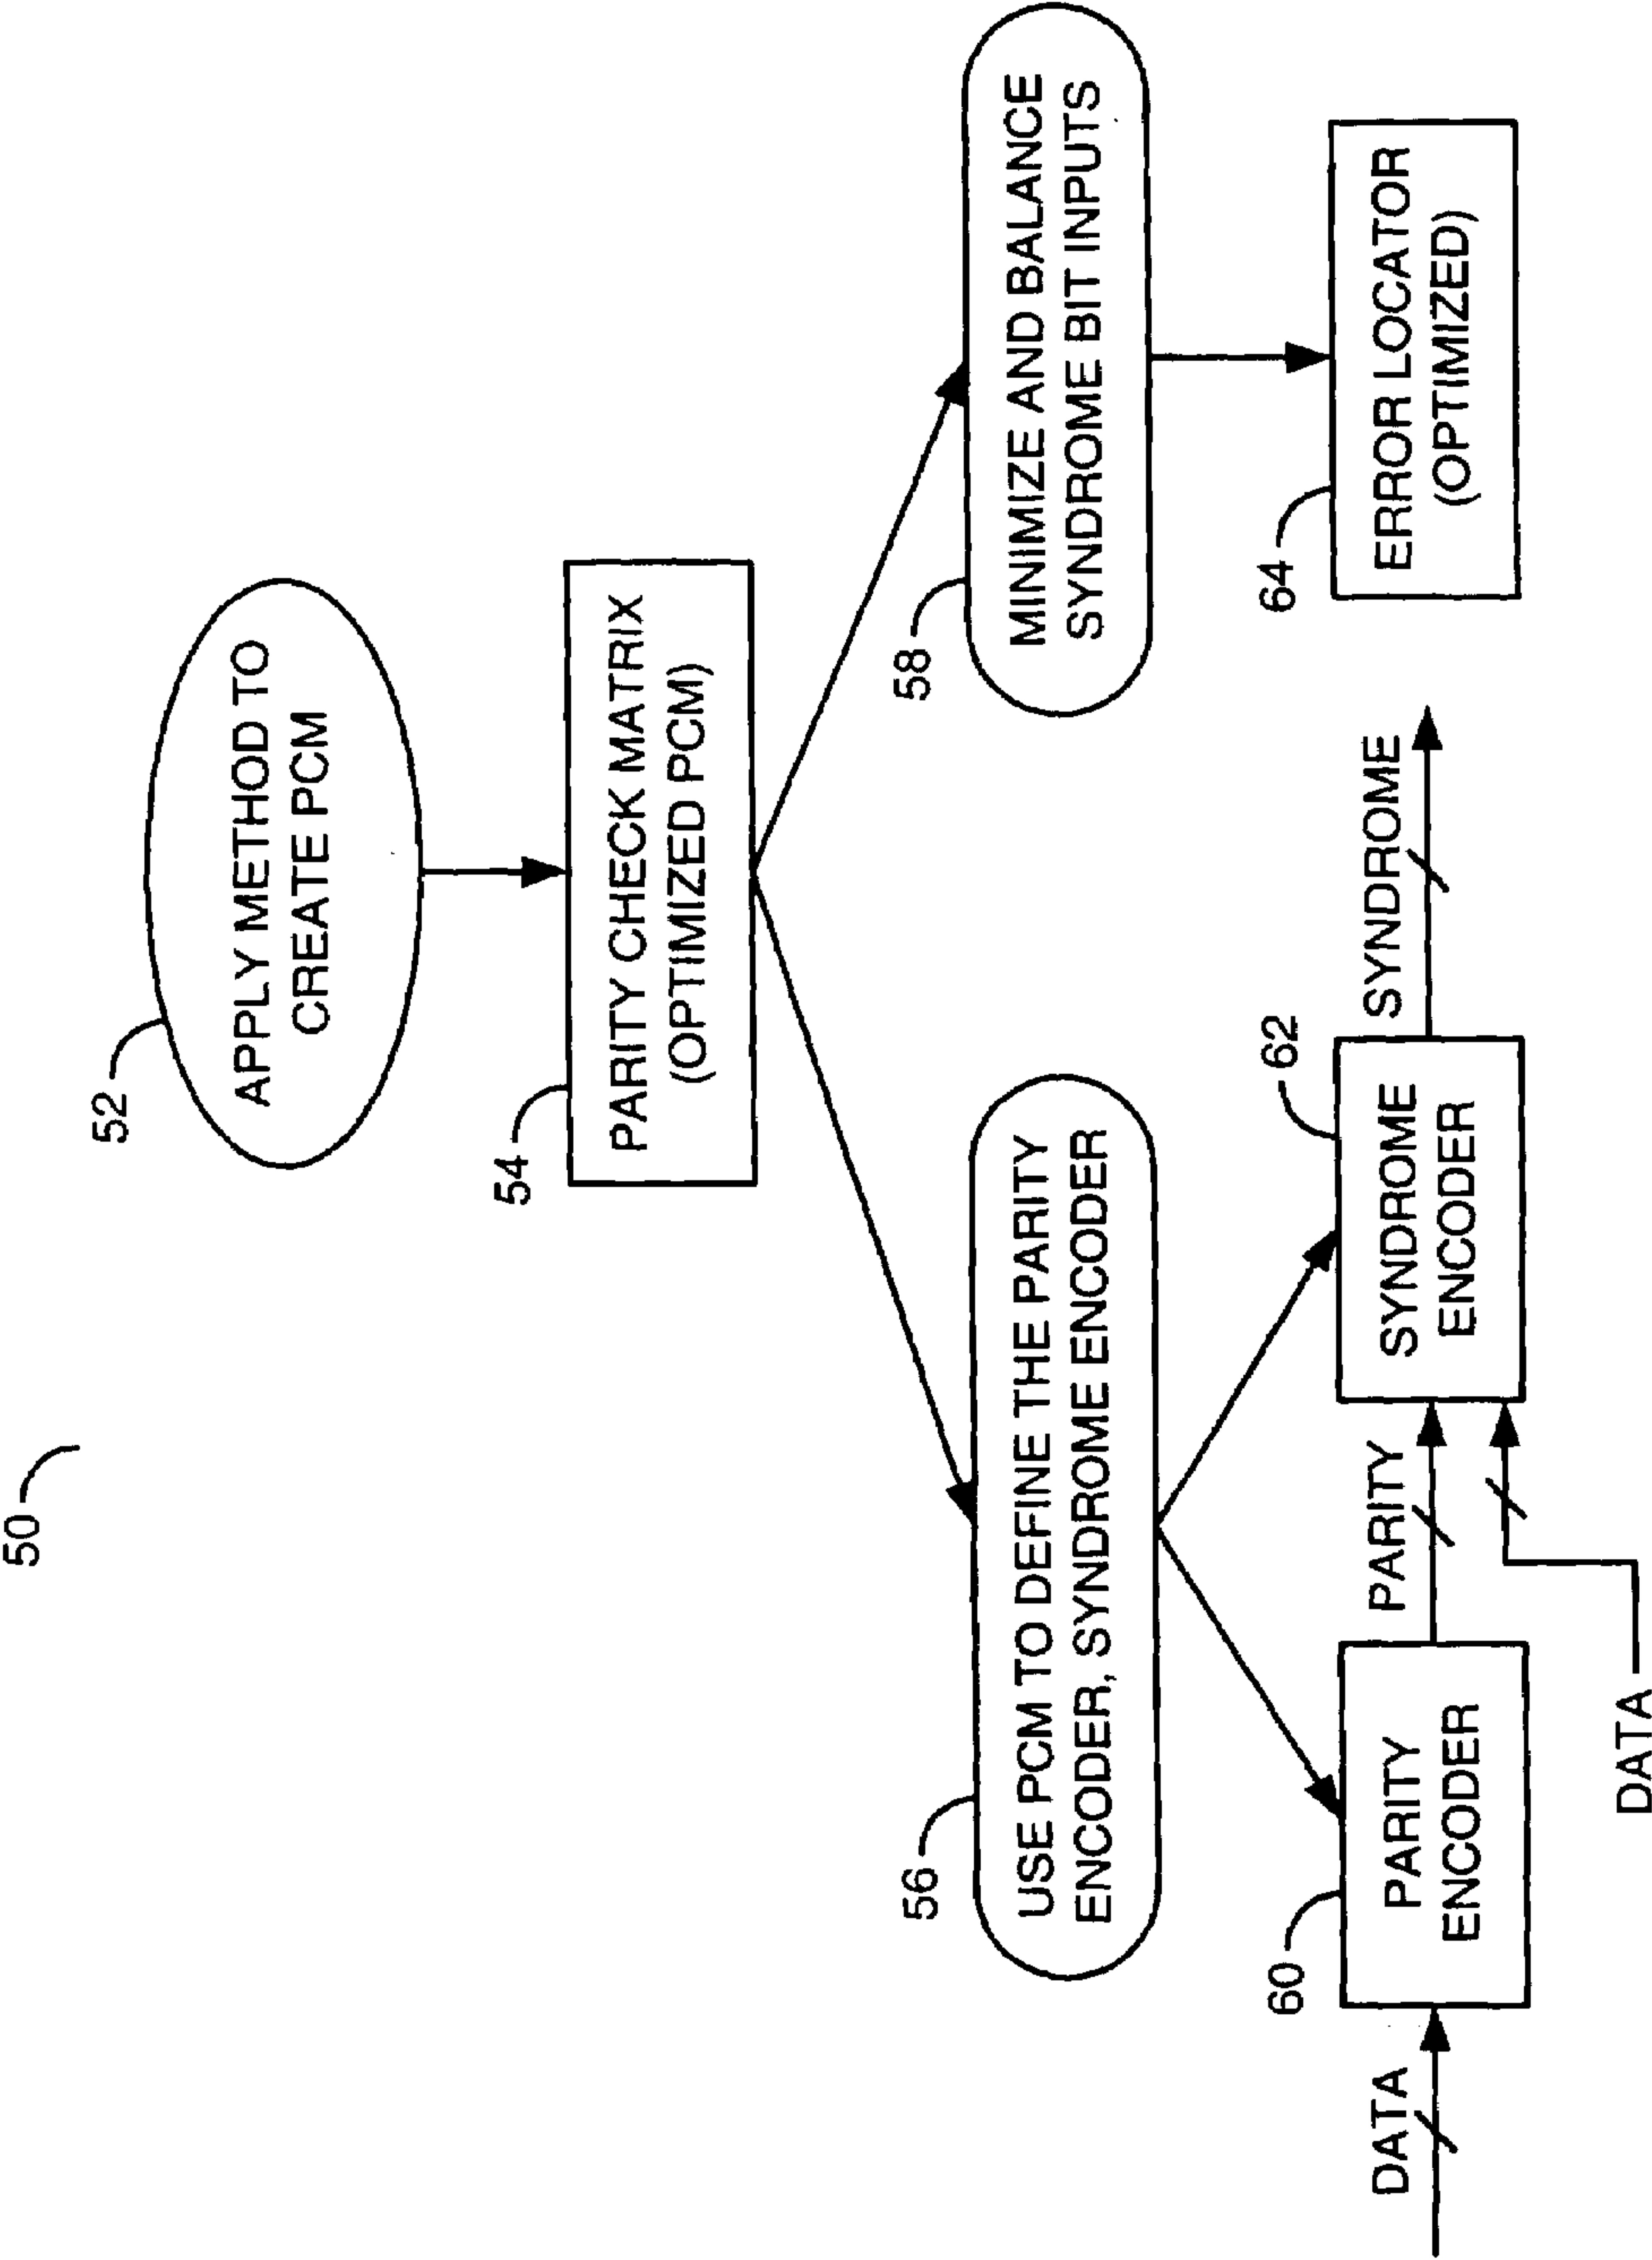 50
52
APPLY METHOD TO
CREATE PCM
54
PARITY CHECK MATRIX
(OPTIMIZED PCM)
56
USE PCM TO DEFINE THE PARITY
ENCODER, SYNDROME ENCODER
58
MINIMIZE AND BALANCE
SYNDROME BIT INPUTS
DATA
60
PARITY
ENCODER
PARITY
DATA
62
SYNDROME
ENCODER
SYNDROME
64
ERROR LOCATOR
(OPTIMIZED)